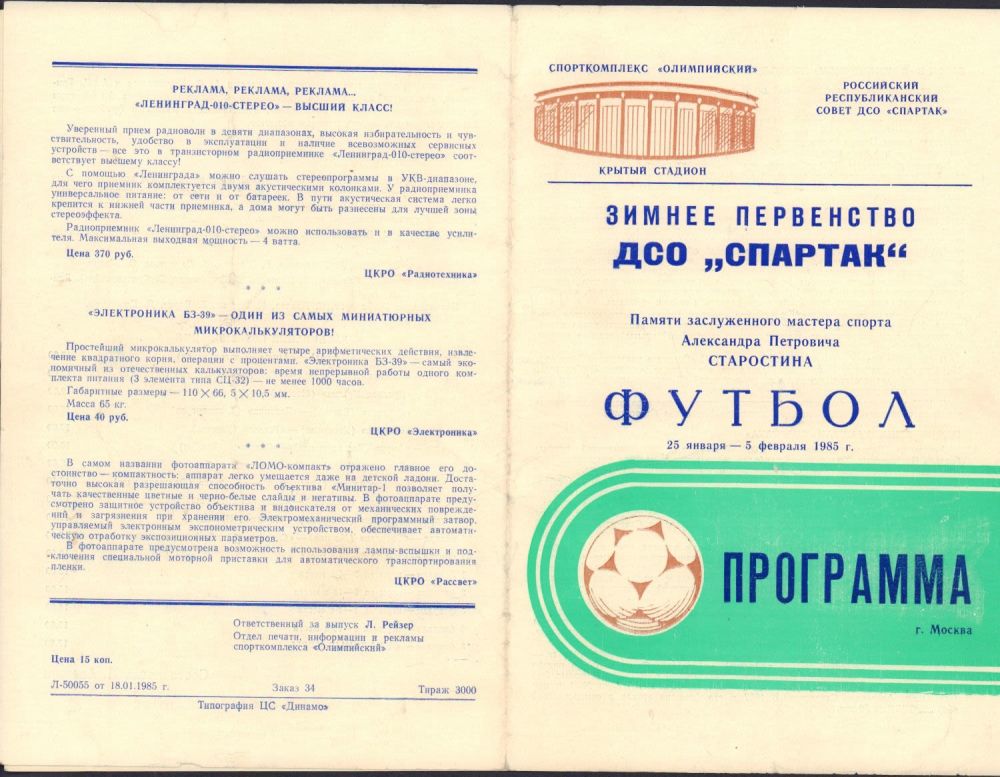 РЕКЛАМА, РЕКЛАМА, РЕКЛАМА...
«ЛЕНИНГРАД-010-СТЕРЕО» — ВЫСШИЙ КЛАСС!
Уверенный прием радиоволн в девяти диапазонах, высокая избирательность и чув-
ствительность, удобство в эксплуатации и наличие всевозможных сервисных
устройств — все это в транзисторном радиоприемнике «Ленинград-010-стерео» соот-
ветствует высшему классу!
С помощью «Ленинграда» можно слушать стереопрограммы в УКВ-диапазоне,
для чего приемник комплектуется двумя акустическими колонками. У радиоприемника
универсальное питание: от сети и от батареек. В пути акустическая система легко
крепится к нижней части приемника, а дома могут быть разнесены для лучшей зоны
стереоэффекта.
Радиоприемник «Ленинград-010-стерео» можно использовать и в качестве усили-
теля. Максимальная выходная мощность — 4 ватта.
Цена 370 руб.
ЦКРО «Радиотехника»
* * *
«ЭЛЕКТРОНИКА БЗ-39» — ОДИН ИЗ САМЫХ МИНИАТЮРНЫХ
МИКРОКАЛЬКУЛЯТОРОВ!
Простейший микрокалькулятор выполняет четыре арифметических действия, извле-
чение квадратного корня, операции с процентами. «Электроника БЗ-39» — самый эко-
номичный из отечественных калькуляторов: время непрерывной работы одного ком-
плекта питания (3 элемента типа СЦ-32) — не менее 1000 часов.
Габаритные размеры — 110 × 66, 5 × 10,5 мм.
Масса 65 кг.
Цена 40 руб.
ЦКРО «Электроника»
* * *
В самом названии фотоаппарата «ЛОМО-компакт» отражено главное его до-
стоинство — компактность: аппарат легко умещается даже на детской ладони. Доста-
точно высокая разрешающая способность объектива «Минитар-1 позволяет полу-
чать качественные цветные и черно-белые слайды и негативы. В фотоаппарате преду-
смотрено защитное устройство объектива и видоискателя от механических поврежде-
ний и загрязнения при хранении его. Электромеханический программный затвор,
управляемый электронным экспонометрическим устройством, обеспечивает автомати-
ческую отработку экспозиционных параметров.
В фотоаппарате предусмотрена возможность использования лампы-вспышки и под-
ключения специальной моторной приставки для автоматического транспортирования
пленки.
ЦКРО «Рассвет»
Ответственный за выпуск Л. Рейзер
Отдел печати, информации и рекламы
спорткомплекса «Олимпийский»
Цена 15 коп.
Л-50055 от 18.01.1985 г. Заказ 34 Тираж 3000
Типография ЦС «Динамо»
СПОРТКОМПЛЕКС «ОЛИМПИЙСКИЙ»
КРЫТЫЙ СТАДИОН
РОССИЙСКИЙ
РЕСПУБЛИКАНСКИЙ
СОВЕТ ДСО «СПАРТАК»
ЗИМНЕЕ ПЕРВЕНСТВО
ДСО „СПАРТАК“
Памяти заслуженного мастера спорта
Александра Петровича
СТАРОСТИНА
ФУТБОЛ
25 января — 5 февраля 1985 г.
ПРОГРАММА
г. Москва